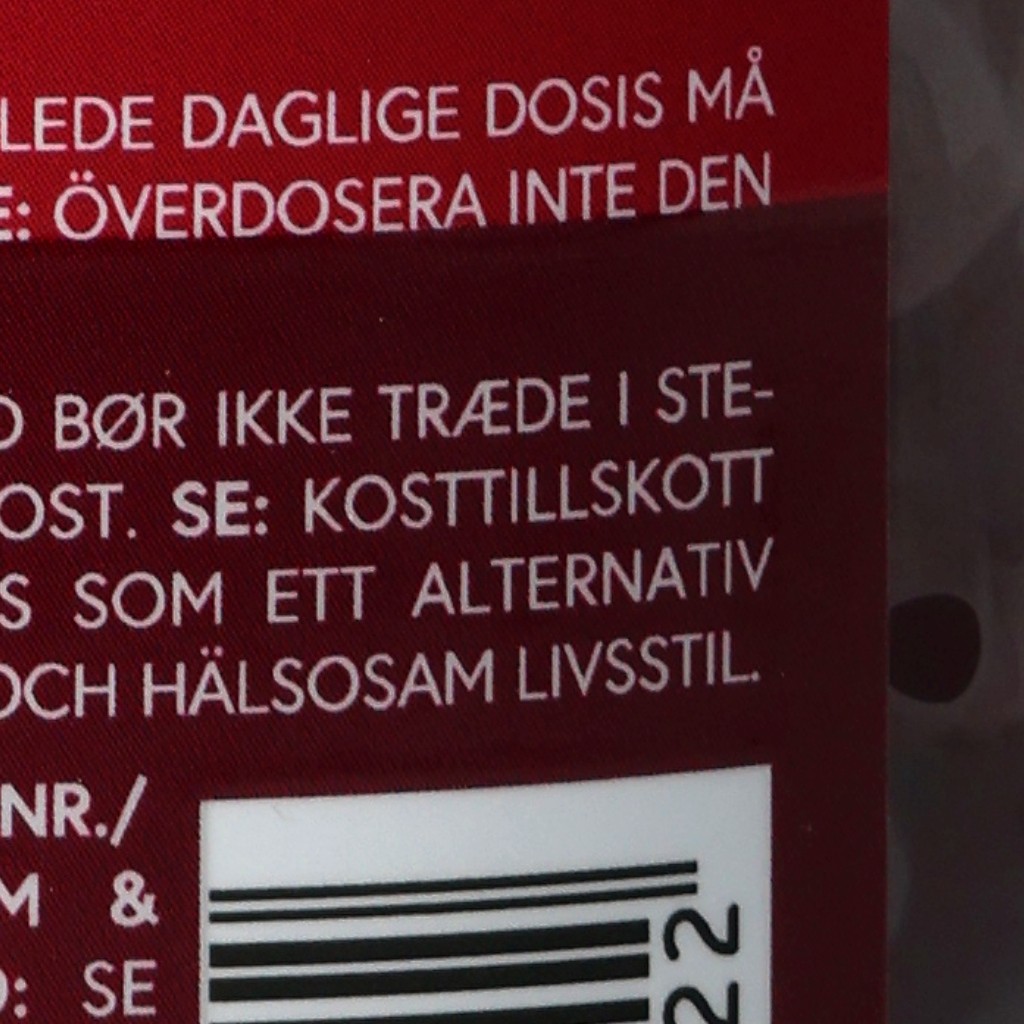 LEDE DAGLIGE DOSIS MÅ
E: ÖVERDOSERA INTE DEN
D BØR IKKE TRÆDE I STE-
OST. SE: KOSTTILLSKOTT
S SOM ETT ALTERNATIV
OCH HÄLSOSAM LIVSSTIL.
NR./
M &
: SE
22